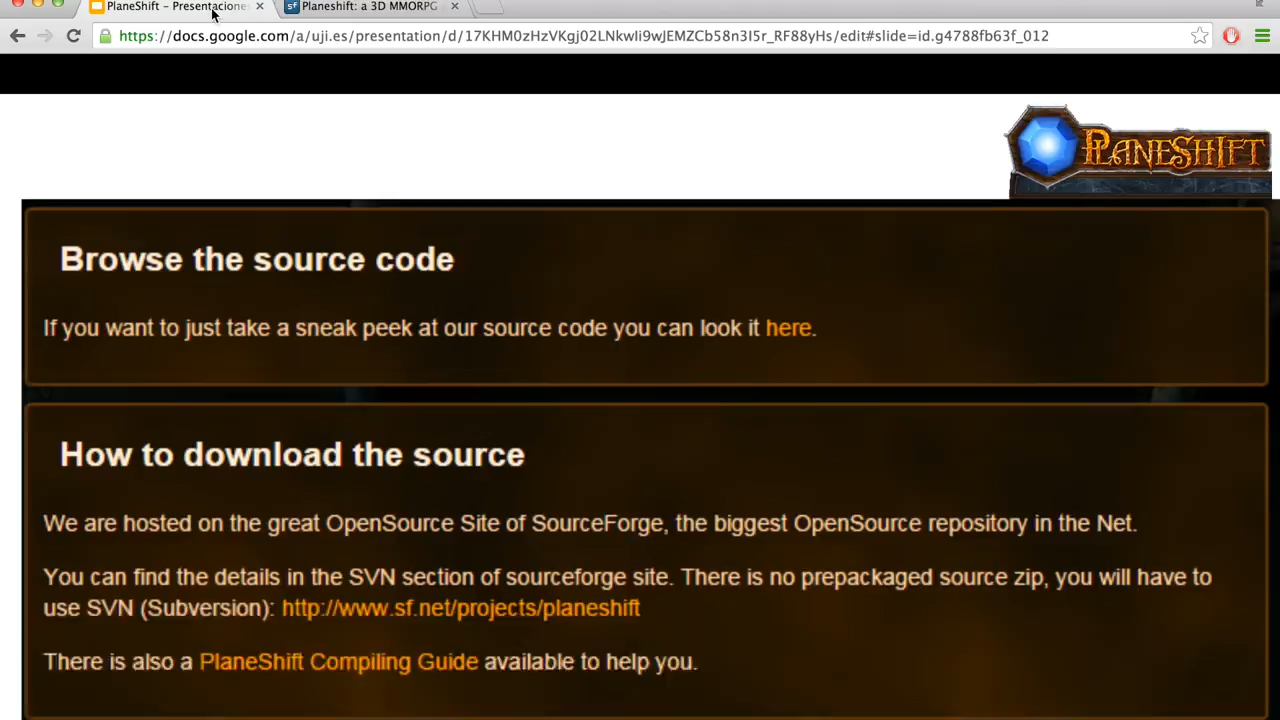 PlaneShift – Presentacione
Planeshift: a 3D MMORPG
https://docs.google.com/a/uji.es/presentation/d/17KHM0zHzVKgj02LNkwIi9wJEMZCb58n3I5r_RF88yHs/edit#slide=id.g4788fb63f_012
PLANESHIFT
Browse the source code
If you want to just take a sneak peek at our source code you can look it here.
How to download the source
We are hosted on the great OpenSource Site of SourceForge, the biggest OpenSource repository in the Net.
You can find the details in the SVN section of sourceforge site. There is no prepackaged source zip, you will have to
use SVN (Subversion): http://www.sf.net/projects/planeshift
There is also a PlaneShift Compiling Guide available to help you.